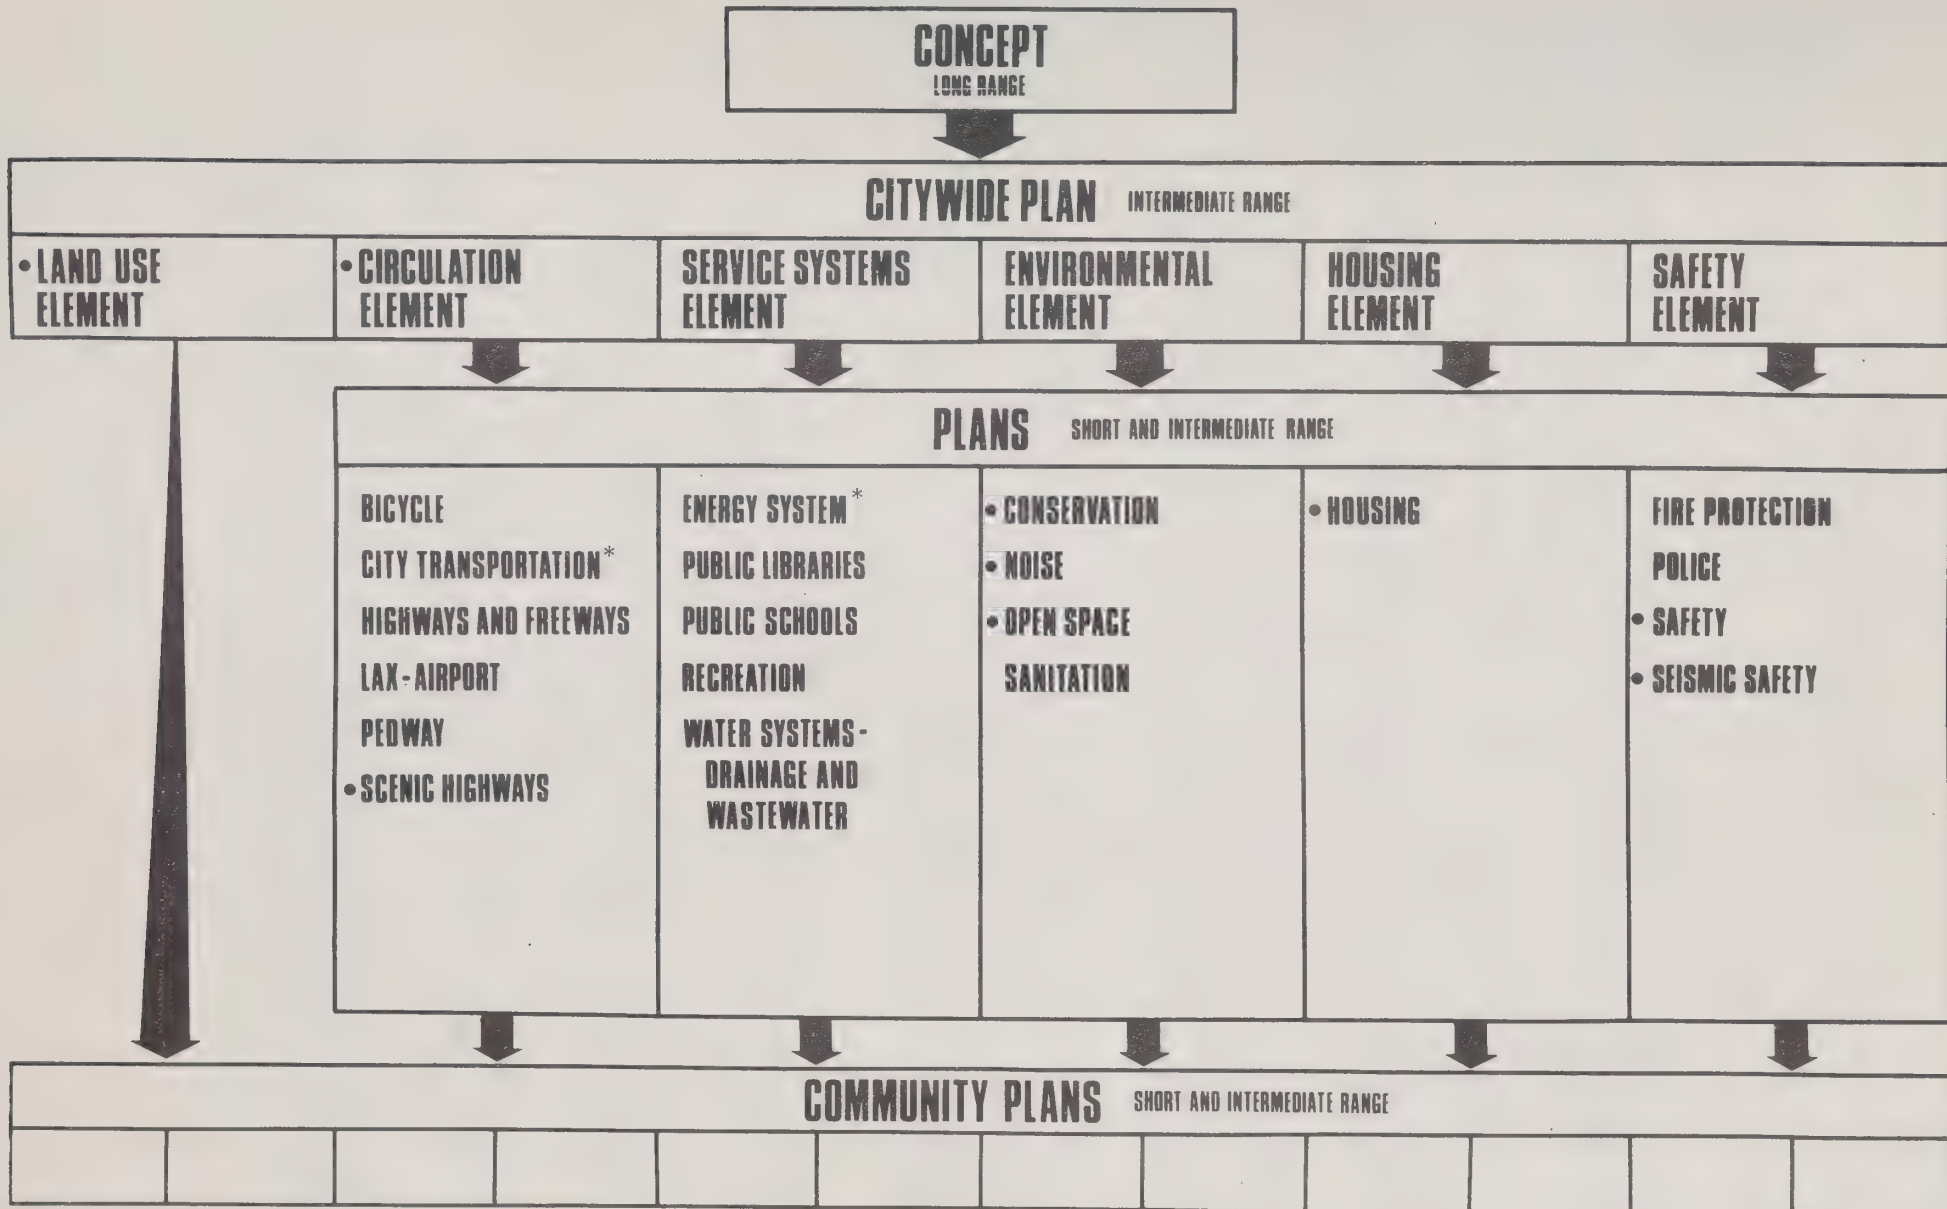 CONCEPT
LONG RANGE
CITYWIDE PLAN INTERMEDIATE RANGE
• LAND USE
ELEMENT
• CIRCULATION
ELEMENT
SERVICE SYSTEMS
ELEMENT
ENVIRONMENTAL
ELEMENT
HOUSING
ELEMENT
SAFETY
ELEMENT
PLANS SHORT AND INTERMEDIATE RANGE
BICYCLE
CITY TRANSPORTATION*
HIGHWAYS AND FREEWAYS
LAX-AIRPORT
PEDWAY
• SCENIC HIGHWAYS
ENERGY SYSTEM*
PUBLIC LIBRARIES
PUBLIC SCHOOLS
RECREATION
WATER SYSTEMS-
DRAINAGE AND
WASTEWATER
• CONSERVATION
• NOISE
• OPEN SPACE
SANITATION
• HOUSING
FIRE PROTECTION
POLICE
• SAFETY
• SEISMIC SAFETY
COMMUNITY PLANS SHORT AND INTERMEDIATE RANGE